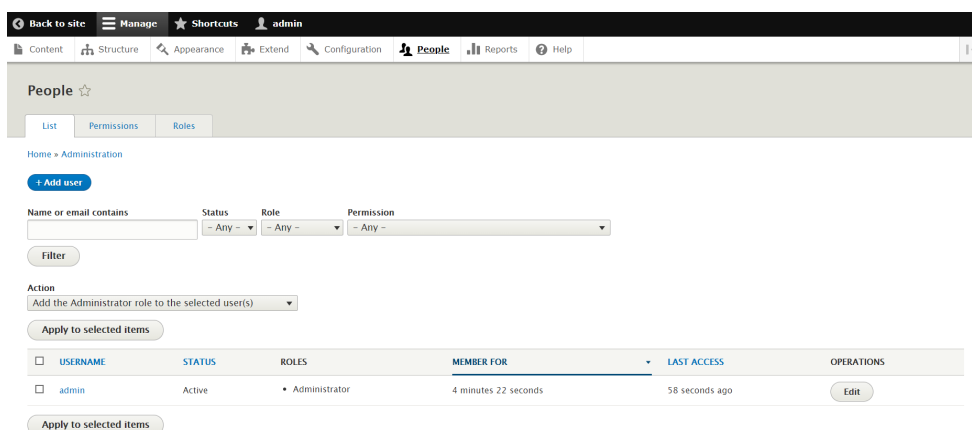 Back to site Manage Shortcuts admin
Content Structure Appearance Extend Configuration People Reports Help
People
List Permissions Roles
Home » Administration
+ Add user
Name or email contains Status Role Permission
- Any - - Any - - Any -
Filter
Action
Add the Administrator role to the selected user(s)
Apply to selected items
USERNAME STATUS ROLES MEMBER FOR LAST ACCESS OPERATIONS
admin Active • Administrator 4 minutes 22 seconds 58 seconds ago Edit
Apply to selected items